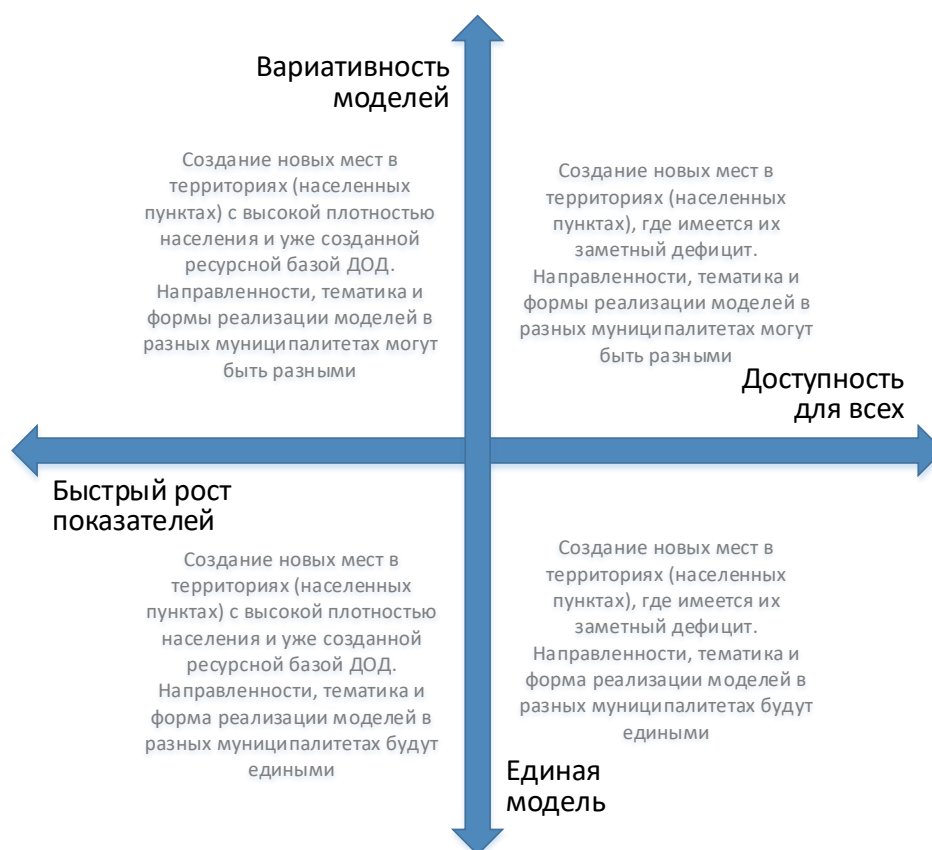 Вариативность
моделей
Создание новых мест в
территориях (населенных
пунктах) с высокой плотностью
населения и уже созданной
ресурсной базой ДОД.
Направленности, тематика и
формы реализации моделей в
разных муниципалитетах могут
быть разными
Создание новых мест в
территориях (населенных
пунктах), где имеется их
заметный дефицит.
Направленности, тематика и
формы реализации моделей в
разных муниципалитетах могут
быть разными
Доступность
для всех
Быстрый рост
показателей
Создание новых мест в
территориях (населенных
пунктах) с высокой плотностью
населения и уже созданной
ресурсной базой ДОД.
Направленности, тематика и
форма реализации моделей в
разных муниципалитетах будут
едиными
Создание новых мест в
территориях (населенных
пунктах), где имеется их
заметный дефицит.
Направленности, тематика и
форма реализации моделей в
разных муниципалитетах будут
едиными
Единая
модель